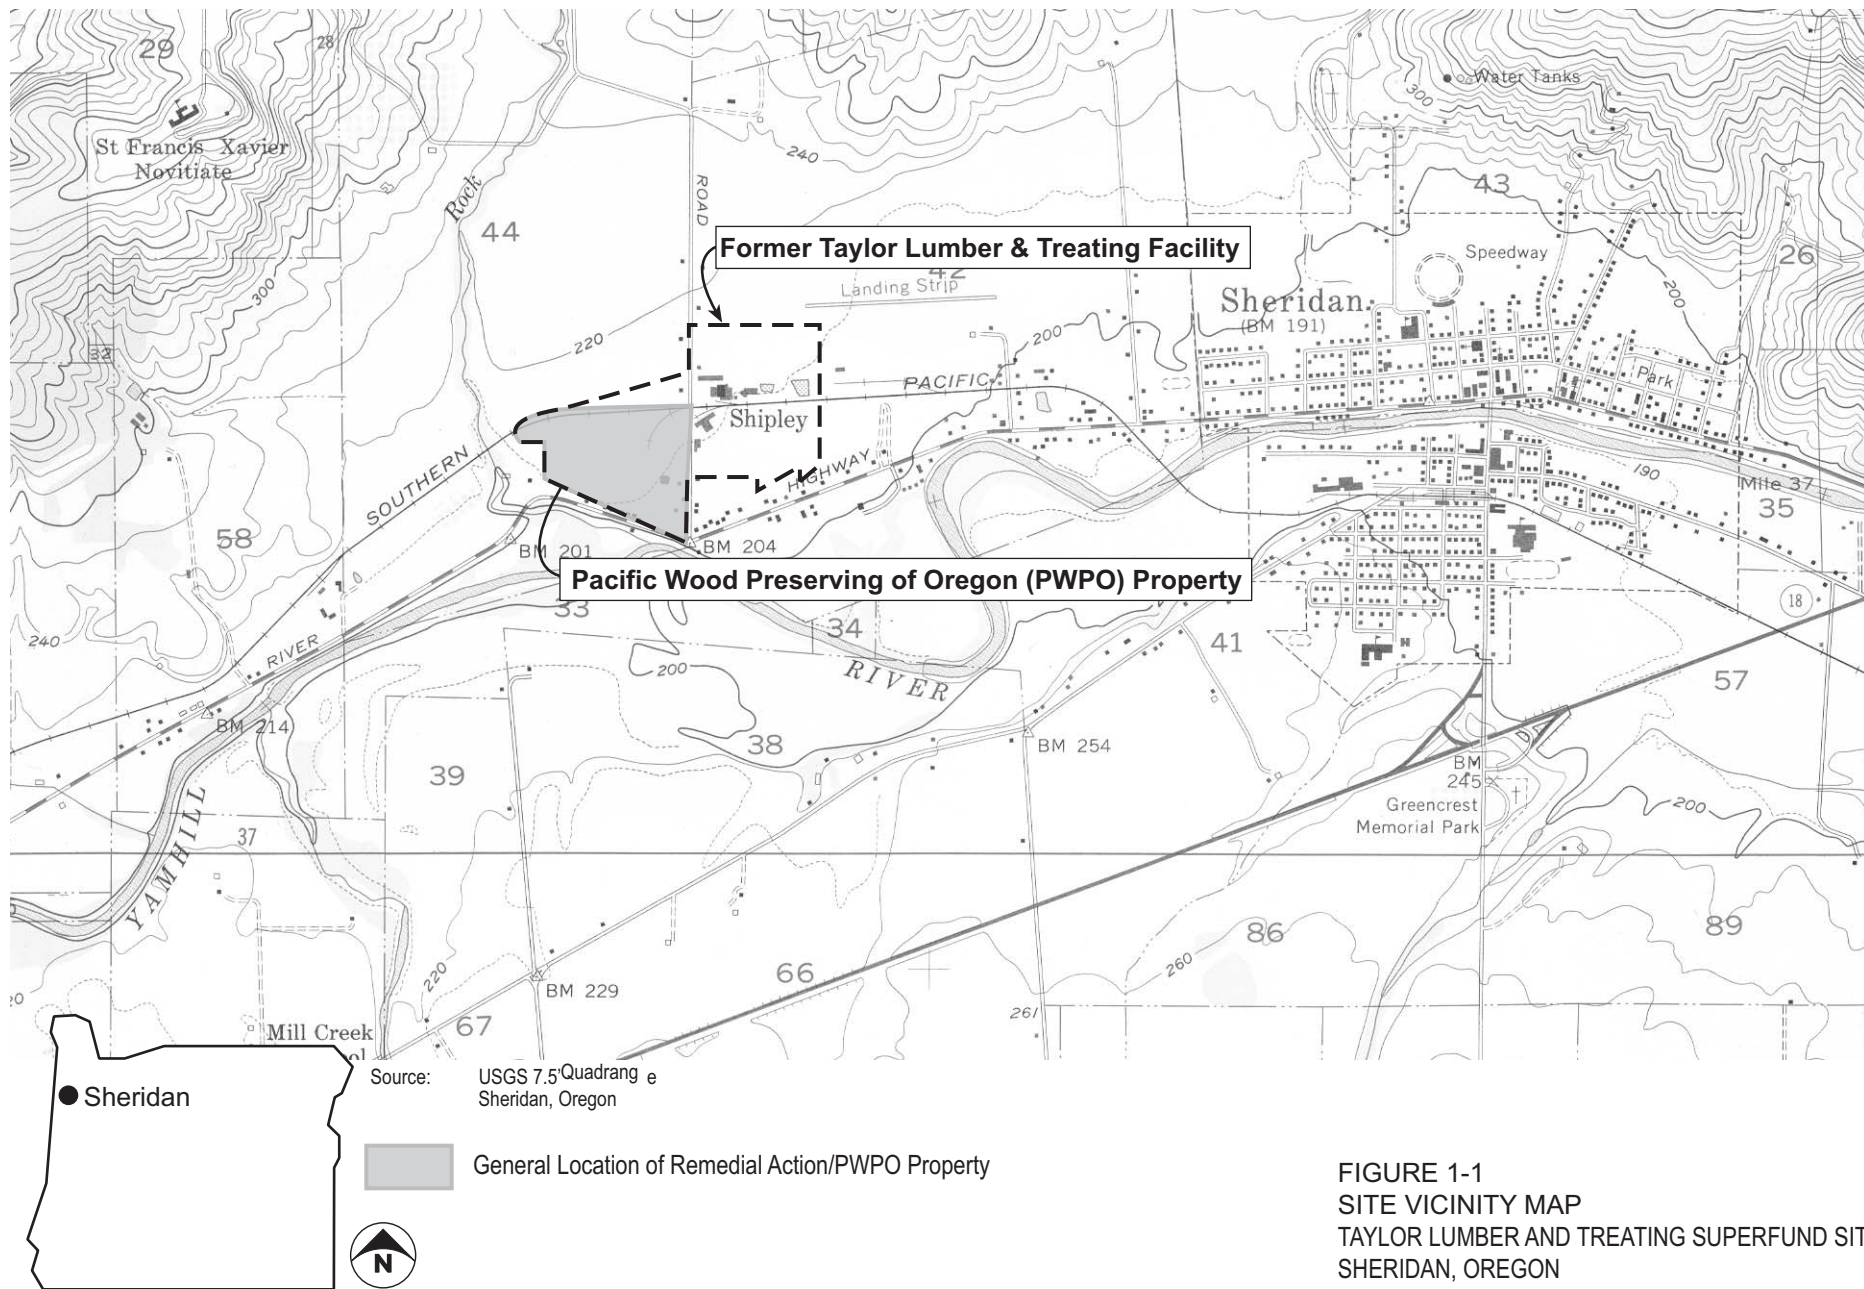 29
28
Water Tanks
300
St Francis Xavier
Novitiate
240
ROAD
Rock
43
44
Former Taylor Lumber & Treating Facility
42
Speedway
26
Landing Strip
300
Sheridan
(BM 191)
200
220
200
32
PACIFIC
Park
Shipley
SOUTHERN
HIGHWAY
190
Mile 37
35
58
BM 201
BM 204
Pacific Wood Preserving of Oregon (PWPO) Property
33
34
18
240
RIVER
41
200
RIVER
57
BM 214
38
BM 254
39
BM
245
Greencrest
Memorial Park
200
37
YAMHILL
86
89
66
260
220
BM 229
261
67
Mill Creek
ool
Source:
USGS 7.5'Quadrang e
Sheridan, Oregon
Sheridan
General Location of Remedial Action/PWPO Property
N
FIGURE 1-1
SITE VICINITY MAP
TAYLOR LUMBER AND TREATING SUPERFUND SIT
SHERIDAN, OREGON